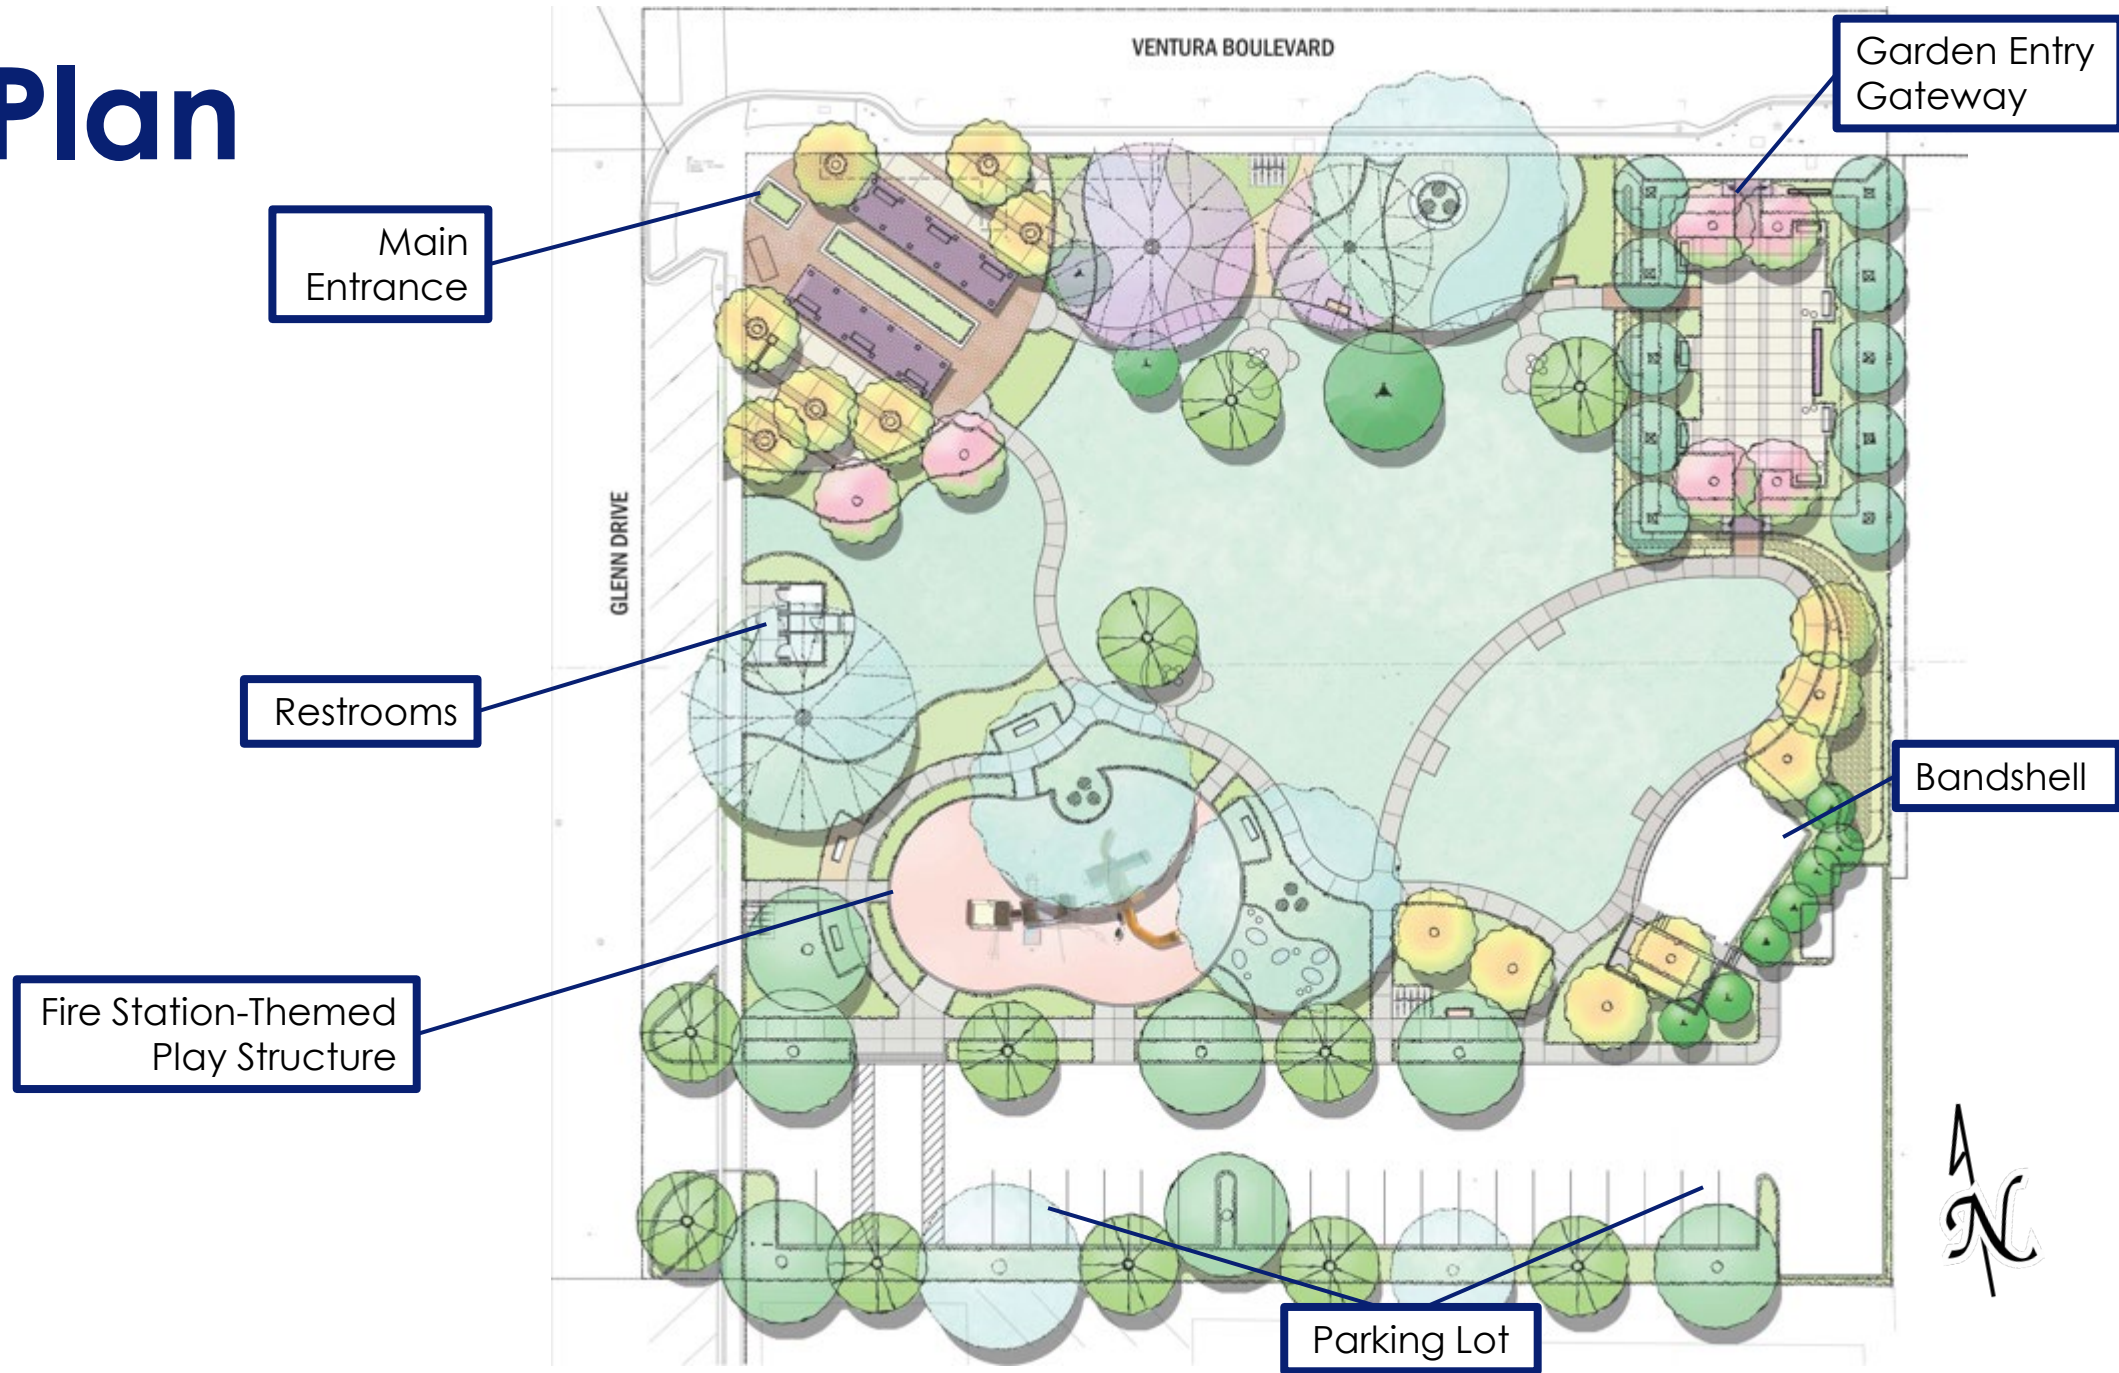 Plan
VENTURA BOULEVARD
Garden Entry
Gateway
Main
Entrance
GLENN DRIVE
Restrooms
Bandshell
Fire Station-Themed
Play Structure
N
Parking Lot